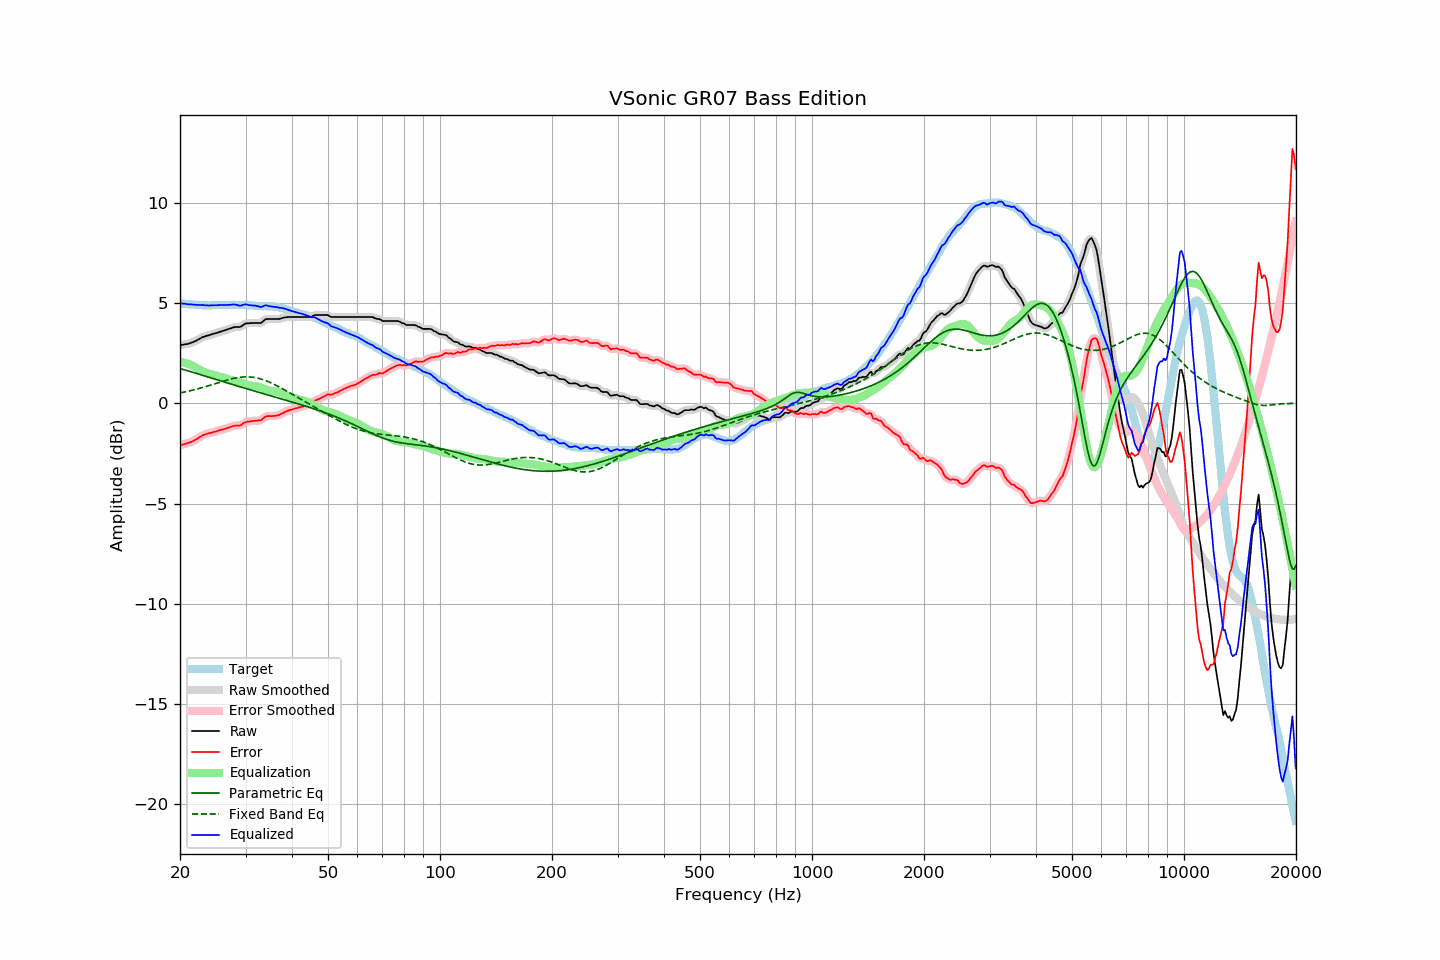 VSonic GR07 Bass Edition
Amplitude (dBr)
10
5
0
−5
−10
−15
−20
Target
Raw Smoothed
Error Smoothed
Raw
Error
Equalization
Parametric Eq
Fixed Band Eq
Equalized
20 50 100 200 500 1000 2000 5000 10000 20000
Frequency (Hz)